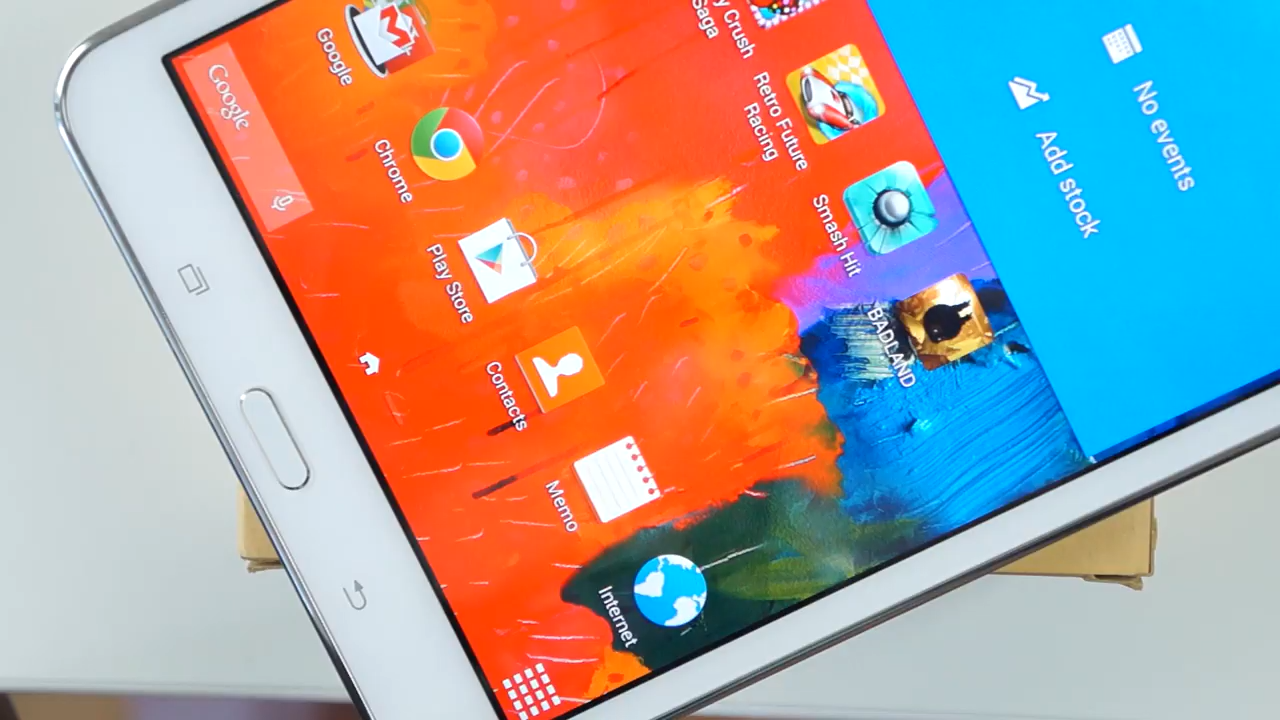 No events
Add stock
y Crush
Saga
Retro Future
Racing
Smash Hit
BADLAND
Google
Chrome
Play Store
Contacts
Memo
Internet
Google